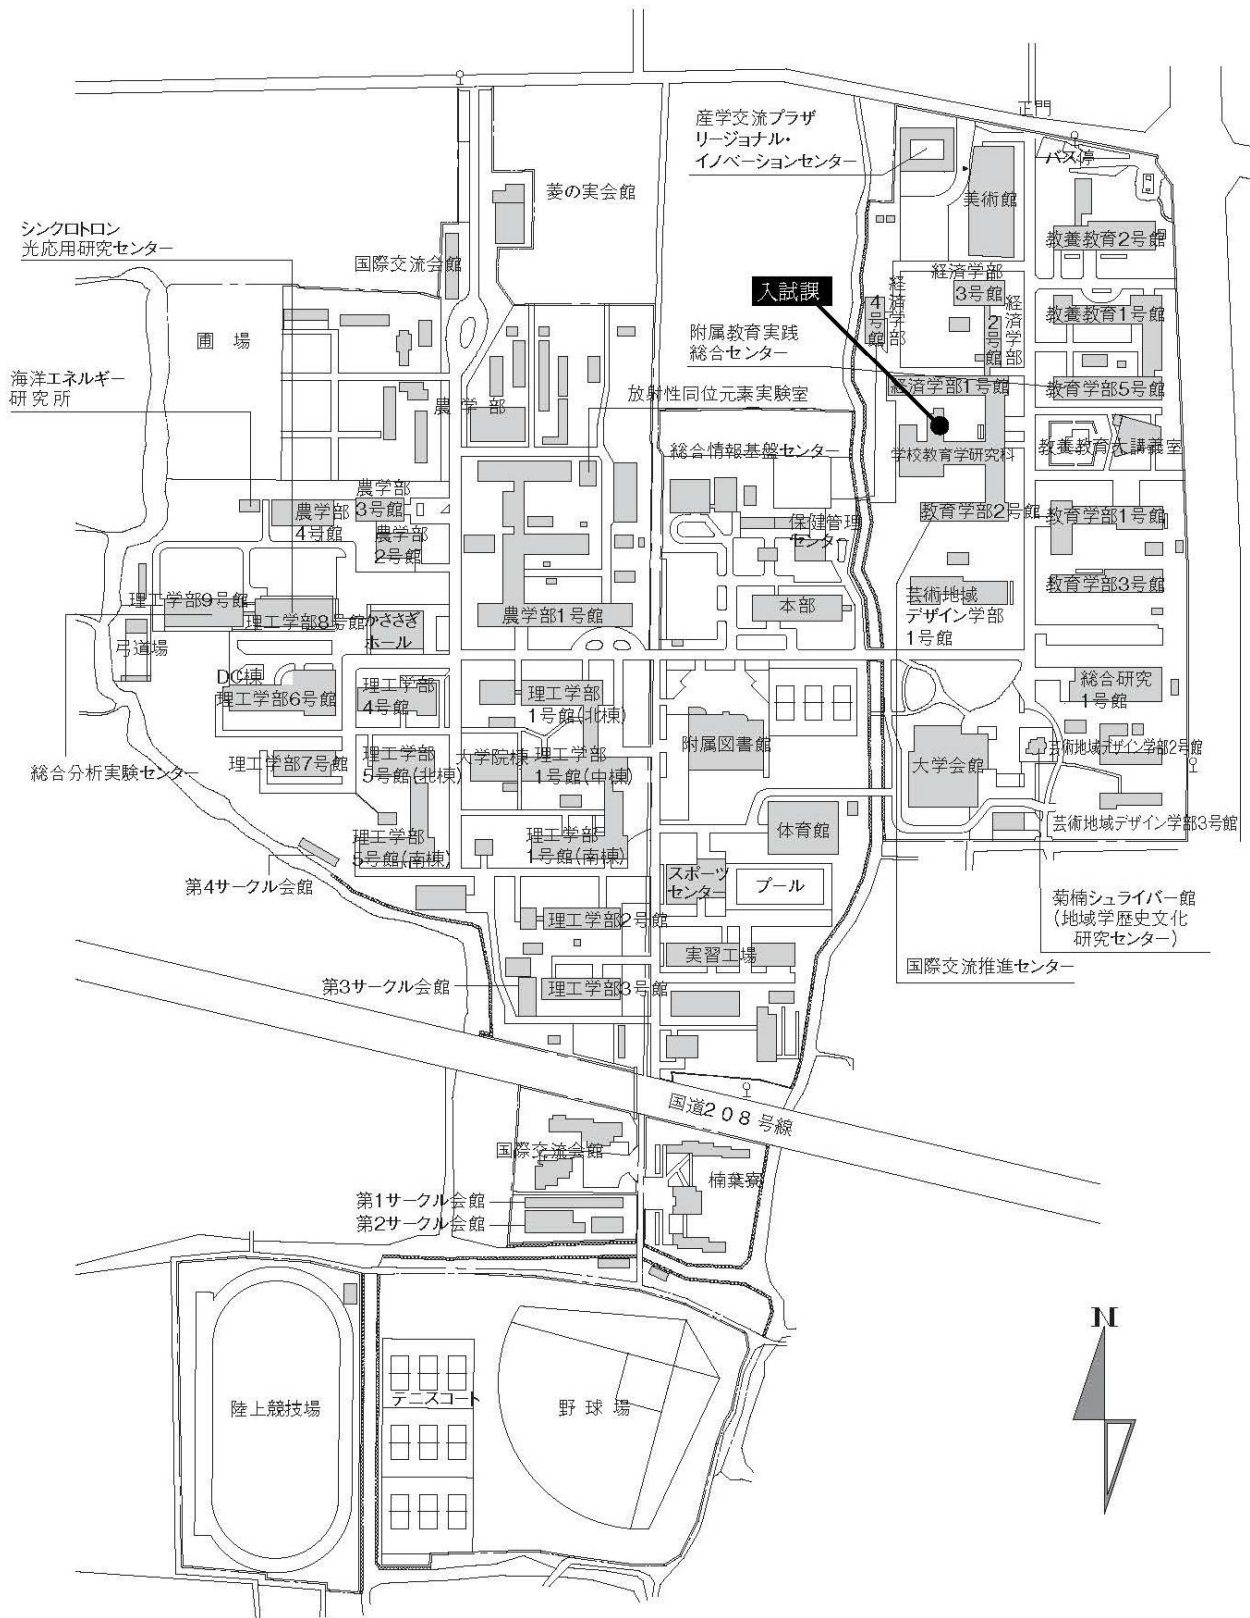 正門
産学交流プラザ
リージョナル・
イノベーションセンター
バス停
菱の実会館
美術館
シンクロトロン
光応用研究センター
教養教育2号館
国際交流会館
経済学部
3号館
経済学部
4号館
入試課
経済学部
2号館
教養教育1号館
圃場
附属教育実践
総合センター
海洋エネルギー
研究所
経済学部1号館
教育学部5号館
農学部
放射性同位元素実験室
総合情報基盤センター
学校教育学研究科
教養教育大講義室
農学部
3号館
農学部
4号館
農学部
2号館
保健管理
センター
教育学部2号館
教育学部1号館
理工学部9号館
芸術地域
デザイン学部
1号館
教育学部3号館
理工学部8号館
かささぎ
ホール
農学部1号館
本部
弓道場
DC棟
理工学部6号館
理工学部
4号館
理工学部
1号館(北棟)
総合研究
1号館
附属図書館
芸術地域デザイン学部2号館
総合分析実験センター
理工学部7号館
理工学部
5号館(北棟)
大学院棟
理工学部
1号館(中棟)
大学会館
理工学部
5号館(南棟)
理工学部
1号館(南棟)
体育館
芸術地域デザイン学部3号館
第4サークル会館
スポーツ
センター
プール
菊楠シュライバー館
(地域学歴史文化
研究センター)
理工学部2号館
実習工場
国際交流推進センター
第3サークル会館
理工学部3号館
国道208号線
国際交流会館
楠葉寮
第1サークル会館
第2サークル会館
N
陸上競技場
テニスコート
野球場